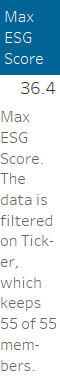 Max
ESG
Score
36.4
Max
ESG
Score.
The
data is
filtered
on Tick-
er,
which
keeps
55 of 55
mem-
bers.